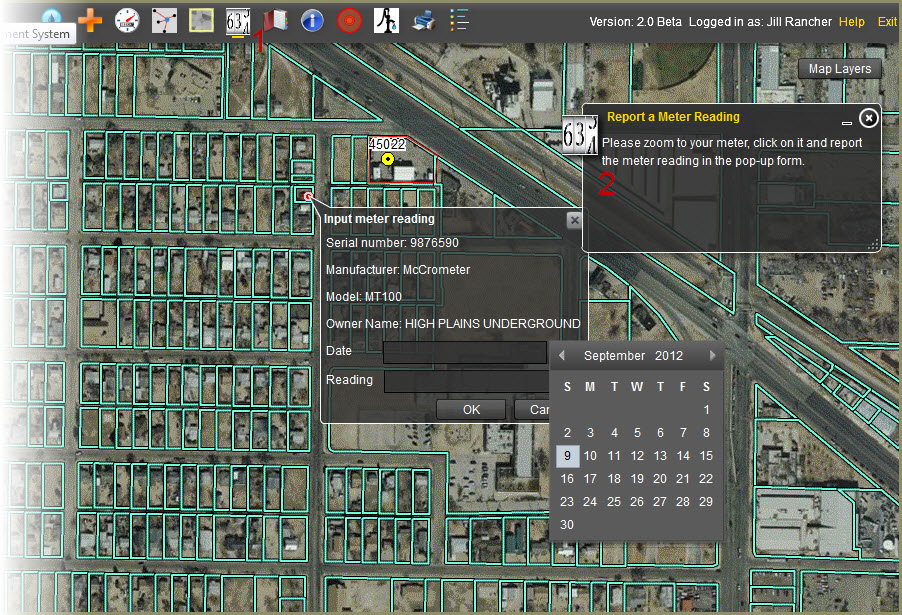 Version: 2.0 Beta Logged in as: Jill Rancher Help Exit
ment System
1
Map Layers
Report a Meter Reading
Please zoom to your meter, click on it and report
the meter reading in the pop-up form.
2
45022
Input meter reading
Serial number: 9876590
Manufacturer: McCrometer
Model: MT100
Owner Name: HIGH PLAINS UNDERGROUND
Date
Reading
OK
Can
September 2012
S M T W T F S
1
2 3 4 5 6 7 8
9 10 11 12 13 14 15
16 17 18 19 20 21 22
23 24 25 26 27 28 29
30